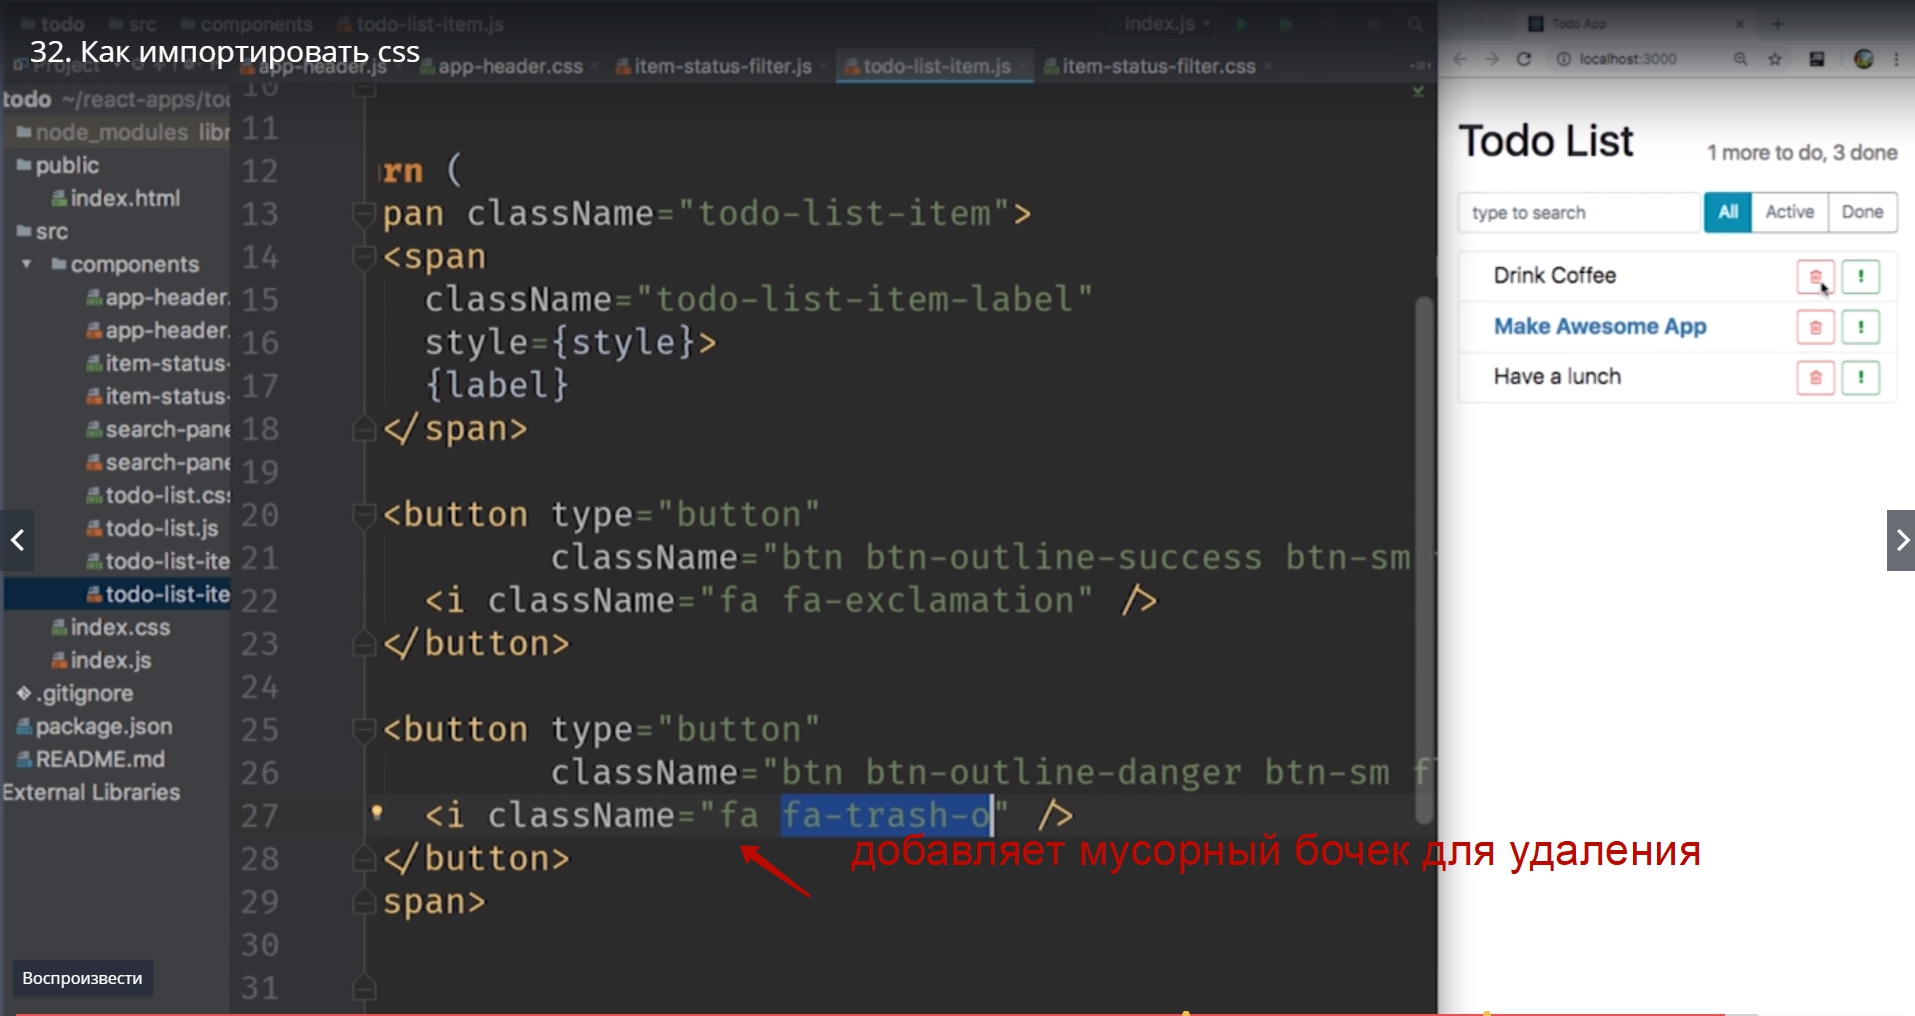 todo src components todo-list-item.js index.js
32. Как импортировать css
Project app-header.js app-header.css item-status-filter.js todo-list-item.js item-status-filter.css
todo ~/react-apps/to
node_modules libr
public
index.html
src
components
app-header.
app-header.
item-status-
item-status-
search-pane
search-pane
todo-list.cs
todo-list.js
todo-list-ite
todo-list-ite
index.css
index.js
.gitignore
package.json
README.md
External Libraries
Воспроизвести
10
11
12 rn (
13 pan className="todo-list-item">
14 <span
15 className="todo-list-item-label"
16 style={style}>
17 {label}
18 </span>
19
20 <button type="button"
21 className="btn btn-outline-success btn-sm
22 <i className="fa fa-exclamation" />
23 </button>
24
25 <button type="button"
26 className="btn btn-outline-danger btn-sm f
27 <i className="fa fa-trash-o" />
28 </button>
29 span>
30
31
добавляет мусорный бочек для удаления
Todo App
localhost:3000
Todo List
1 more to do, 3 done
type to search All Active Done
Drink Coffee !
Make Awesome App !
Have a lunch !